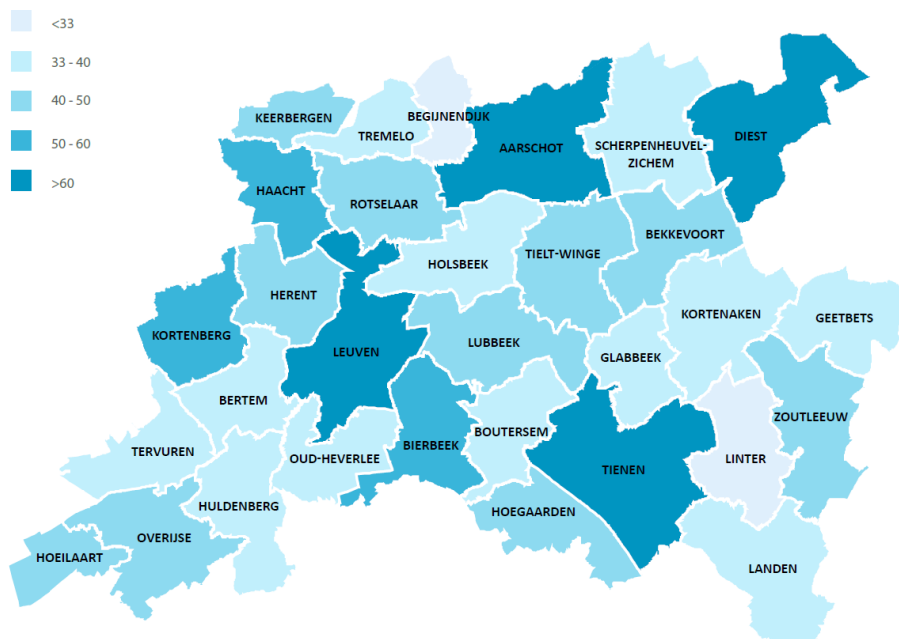 <33
33 - 40
40 - 50
50 - 60
>60
KEERBERGEN
TREMELO
BEGIJNENDIJK
AARSCHOT
SCHERPENHEUVEL-
ZICHEM
DIEST
HAACHT
ROTSELAAR
HOLSBEEK
TIELT-WINGE
BEKKEVOORT
HERENT
KORTENBERG
LEUVEN
LUBBEEK
GLABBEEK
KORTENAKEN
GEETBETS
BERTEM
TERVUREN
OUD-HEVERLEE
BIERBEEK
BOUTERSEM
TIENEN
LINTER
ZOUTLEEUW
HULDENBERG
HOEGAARDEN
OVERIJSE
HOEILAART
LANDEN